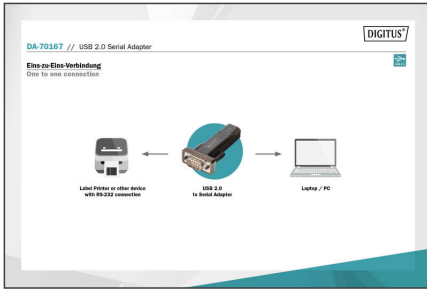 DIGITUS®
DA-70167 // USB 2.0 Serial Adapter
Eins-zu-Eins-Verbindung
One to one connection
Label Printer or other device
with RS-232 connection
USB 2.0
to Serial Adapter
Laptop / PC